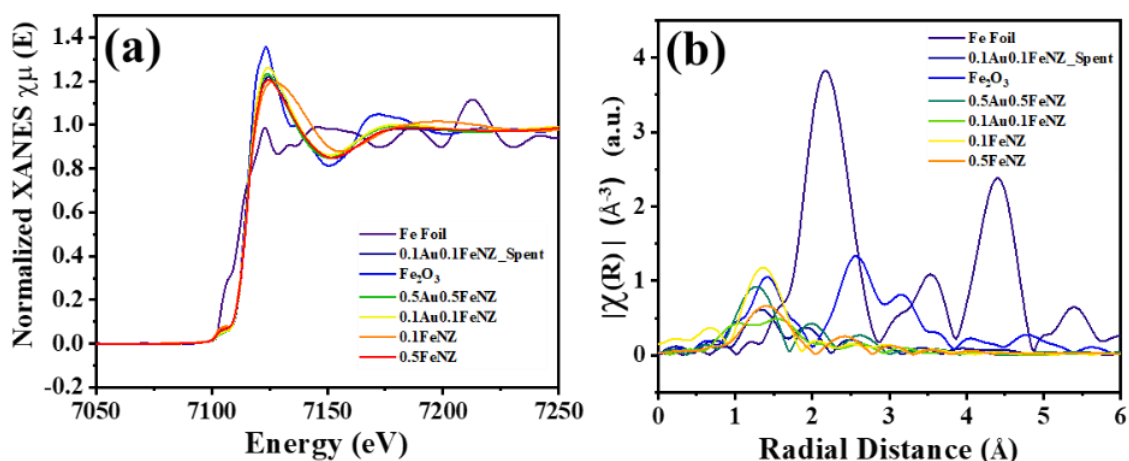 (a)
Normalized XANES χμ (E)
1.4
1.2
1.0
0.8
0.6
0.4
0.2
0.0
-0.2
Fe Foil
0.1Au0.1FeNZ_Spent
Fe₂O₃
0.5Au0.5FeNZ
0.1Au0.1FeNZ
0.1FeNZ
0.5FeNZ
7050 7100 7150 7200 7250
Energy (eV)
(b)
|χ(R)| (Å⁻³) (a.u.)
4
3
2
1
0
Fe Foil
0.1Au0.1FeNZ_Spent
Fe₂O₃
0.5Au0.5FeNZ
0.1Au0.1FeNZ
0.1FeNZ
0.5FeNZ
0 1 2 3 4 5 6
Radial Distance (Å)